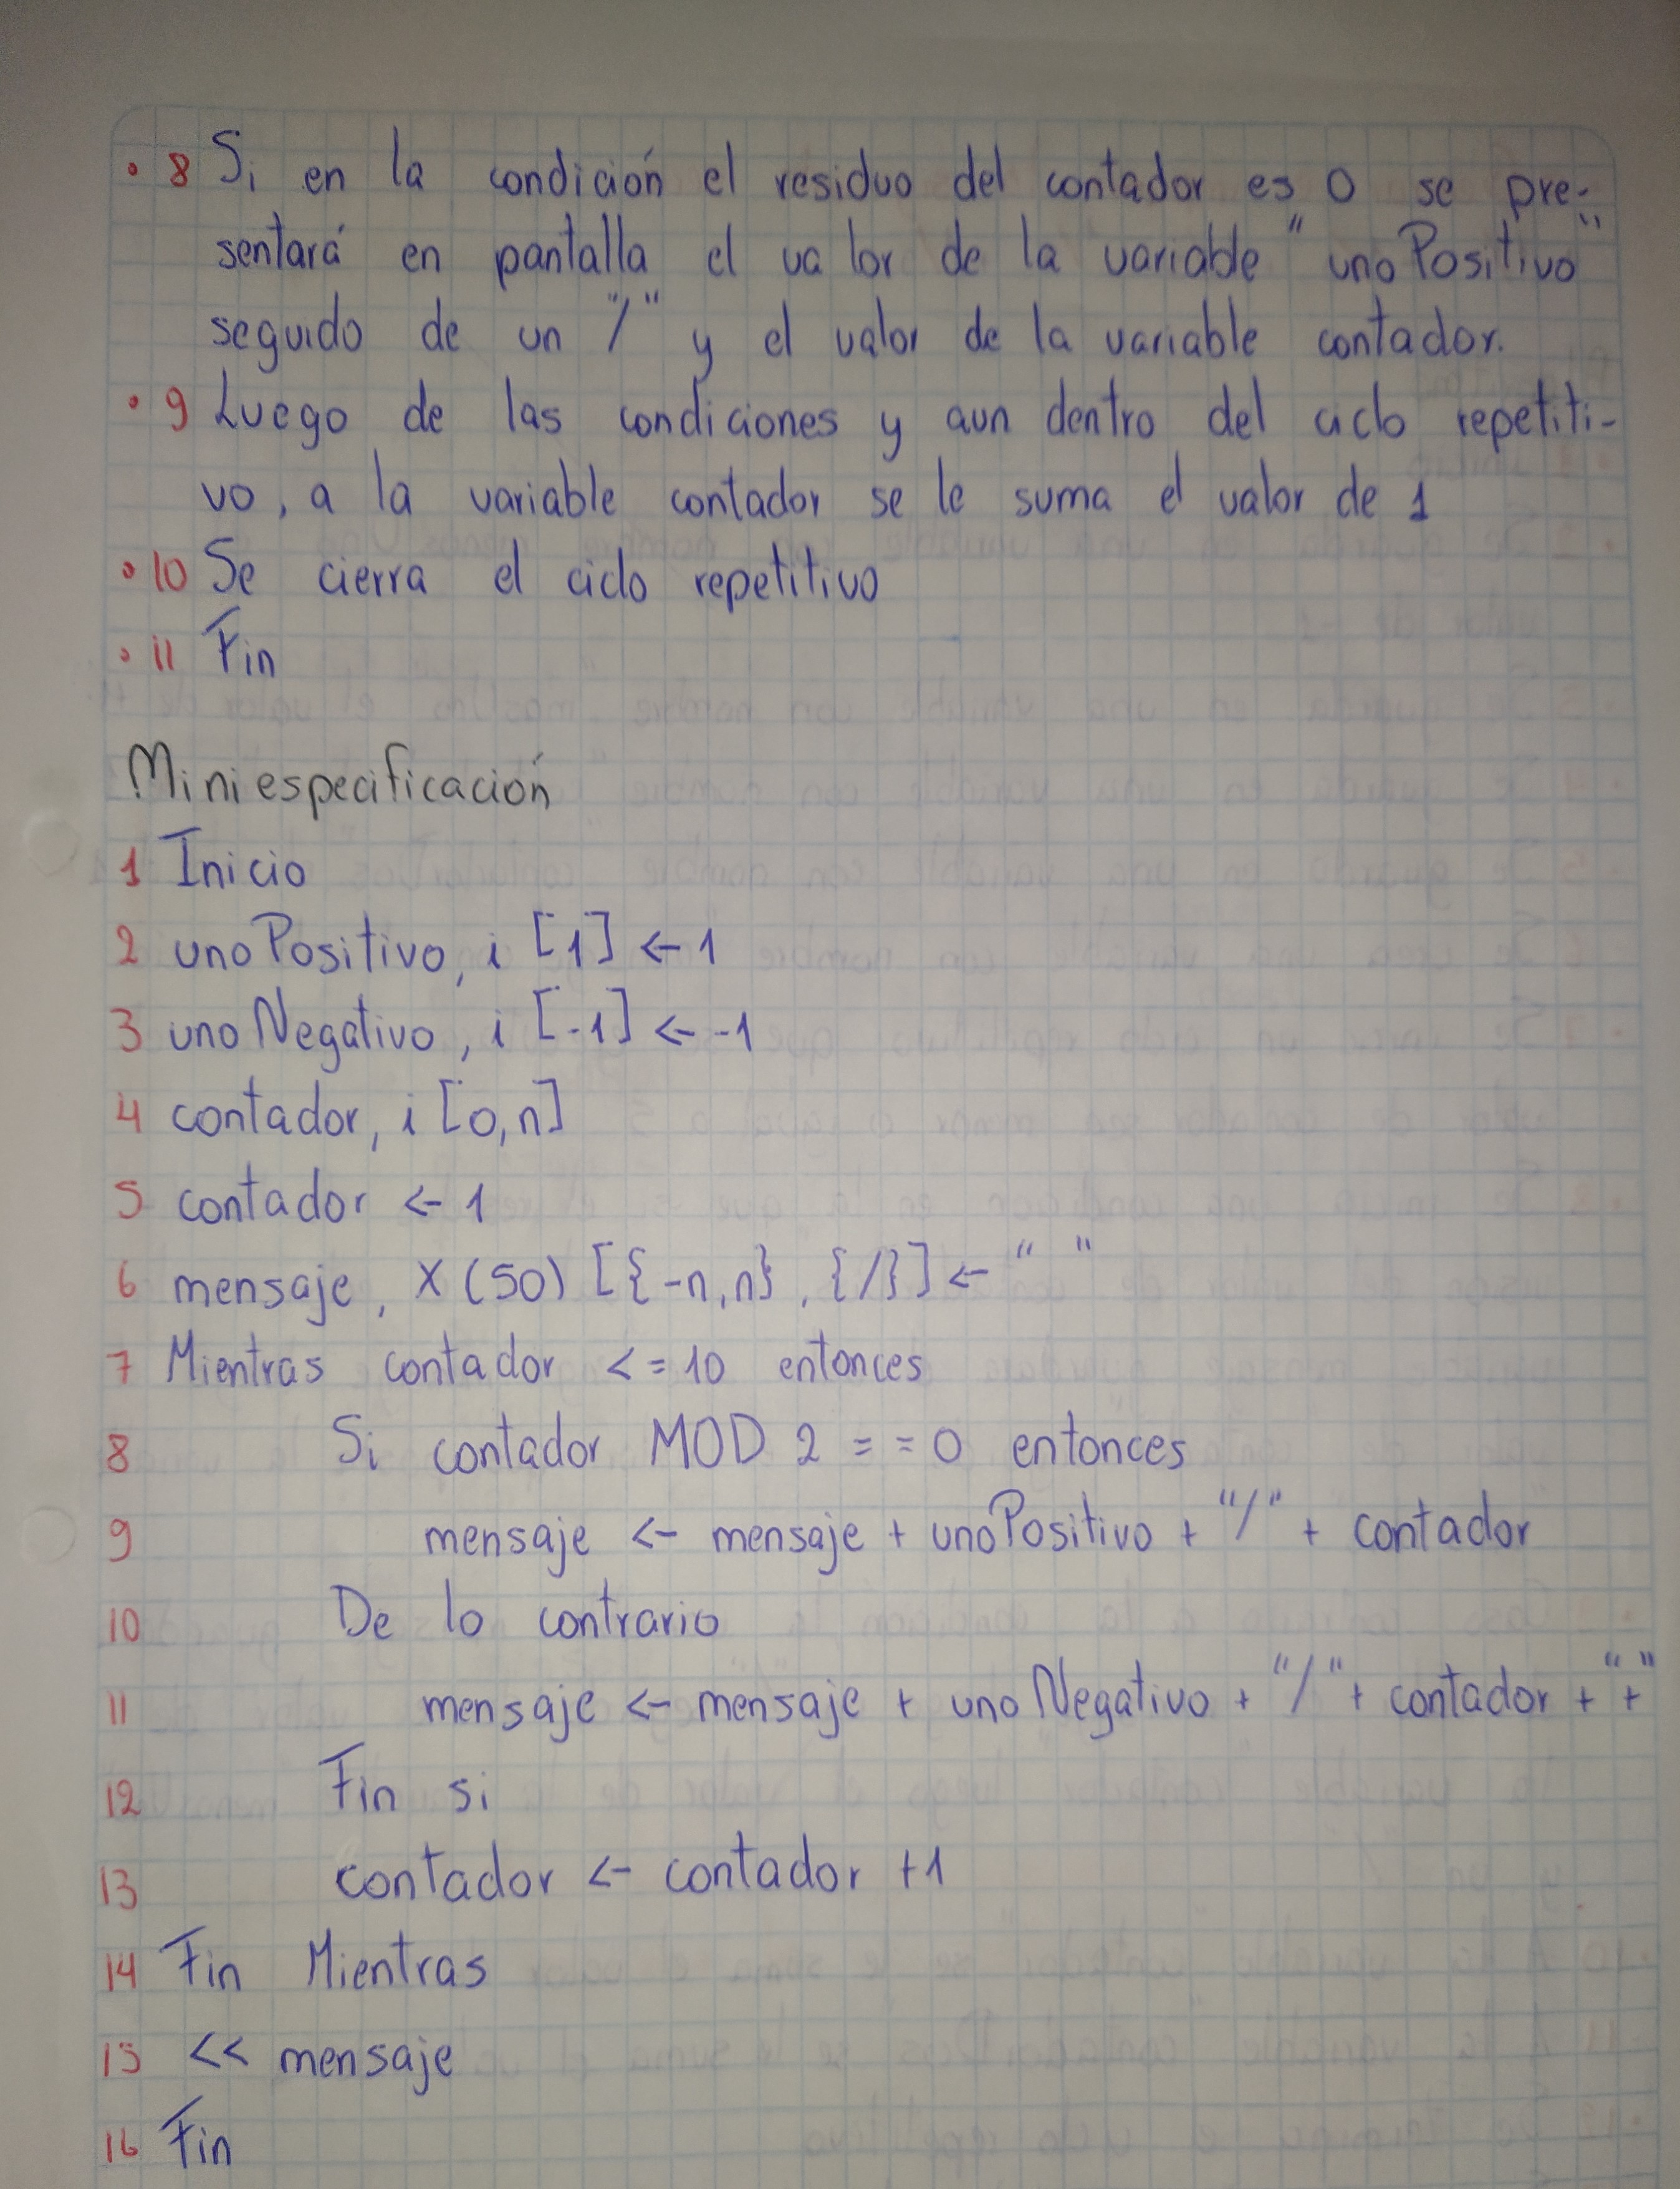 • 8 Si en la condición el residuo del contador es 0 se pre-
sentará en pantalla el valor de la variable "unoPositivo"
seguido de un "/" y el valor de la variable contador.
• 9 Luego de las condiciones y aun dentro del ciclo repetiti-
vo, a la variable contador se le suma el valor de 1
• 10 Se cierra el ciclo repetitivo
• 11 Fin
Miniespecificación
1 Inicio
2 unoPositivo, i [1] <- 1
3 unoNegativo, i [-1] <- -1
4 contador, i [0,n]
5 contador <- 1
6 mensaje, X (50) [{-n,n}, {/}] <- " "
7 Mientras contador <= 10 entonces
8 Si contador MOD 2 == 0 entonces
9 mensaje <- mensaje + unoPositivo + "/" + contador
10 De lo contrario
11 mensaje <- mensaje + unoNegativo + "/" + contador + "+"
12 Fin si
13 contador <- contador +1
14 Fin Mientras
15 << mensaje
16 Fin